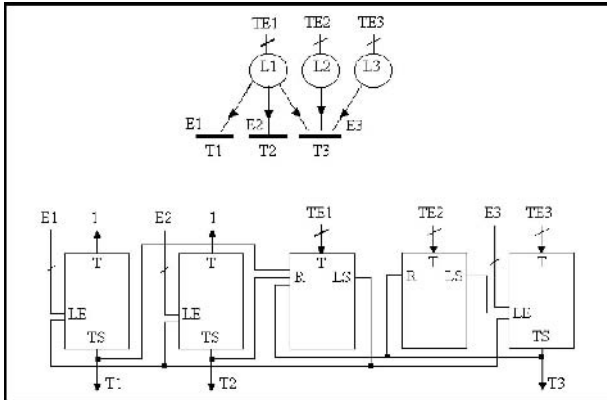 TE1 TE2 TE3
L1 L2 L3
E1 E2 E3
T1 T2 T3
E1 1 E2 1 TE1 TE2 E3 TE3
T T T T T
R LS R LS
LE LE LE
TS TS TS
T1 T2 T3